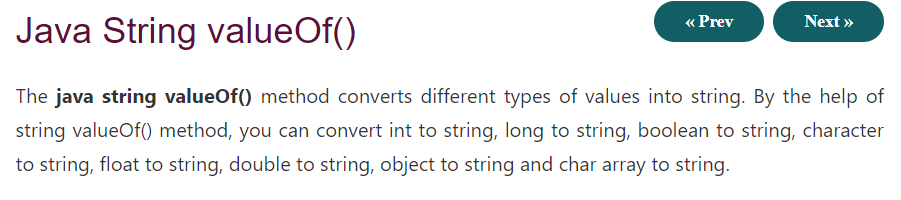 Java String valueOf()
« Prev
Next »
The java string valueOf() method converts different types of values into string. By the help of
string valueOf() method, you can convert int to string, long to string, boolean to string, character
to string, float to string, double to string, object to string and char array to string.